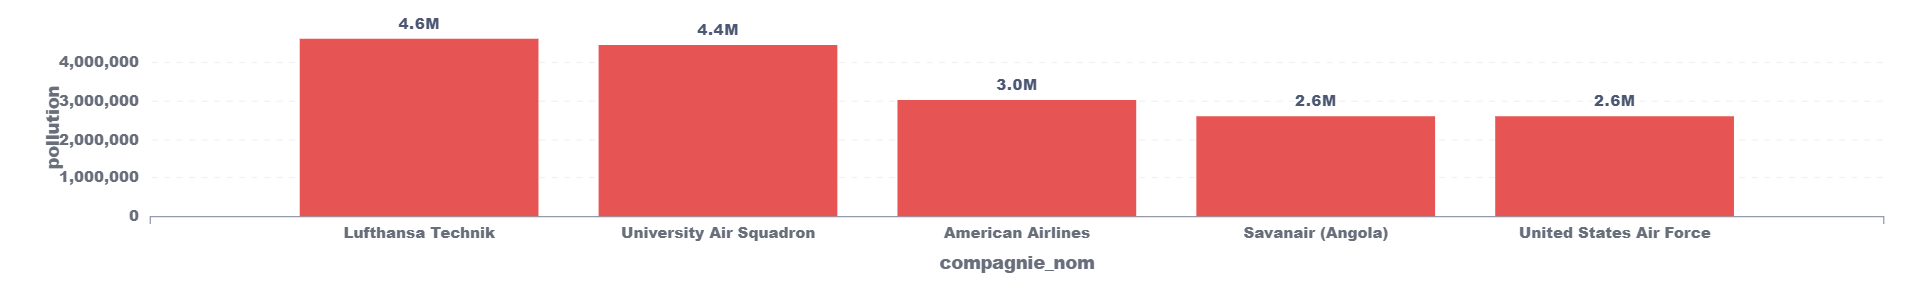 4.6M
4.4M
4,000,000
3.0M
3,000,000
2.6M
2.6M
pollution
2,000,000
1,000,000
0
Lufthansa Technik
University Air Squadron
American Airlines
Savanair (Angola)
United States Air Force
compagnie_nom